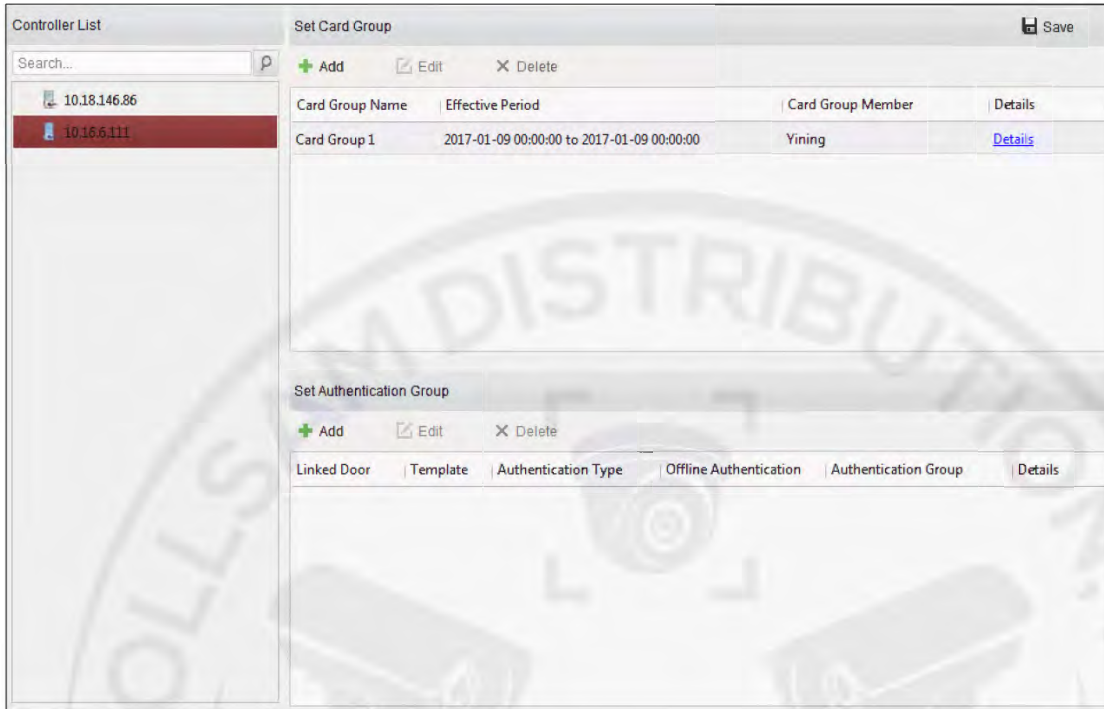 Controller List
Set Card Group
Save
Search...
Add Edit Delete
10.18.146.86
10.16.6.111
Card Group Name Effective Period Card Group Member Details
Card Group 1 2017-01-09 00:00:00 to 2017-01-09 00:00:00 Yining Details
Set Authentication Group
Add Edit Delete
Linked Door Template Authentication Type Offline Authentication Authentication Group Details
OLLSAM DISTRIBUTION